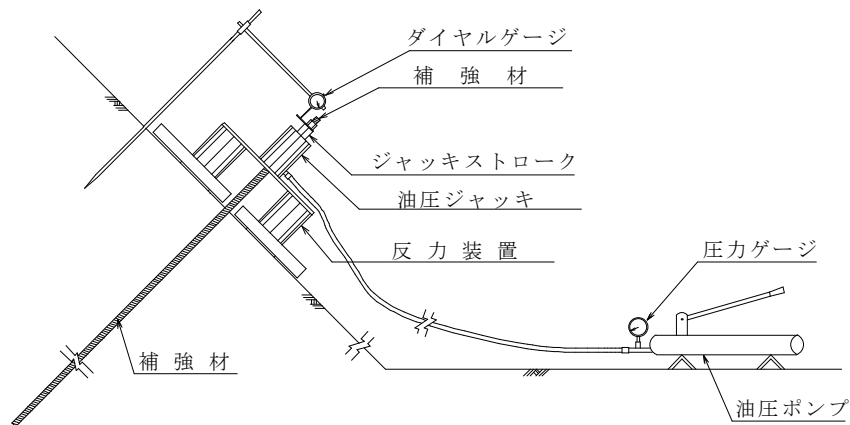 ダイヤルゲージ
補強材
ジャッキストローク
油圧ジャッキ
反力装置
圧力ゲージ
補強材
油圧ポンプ